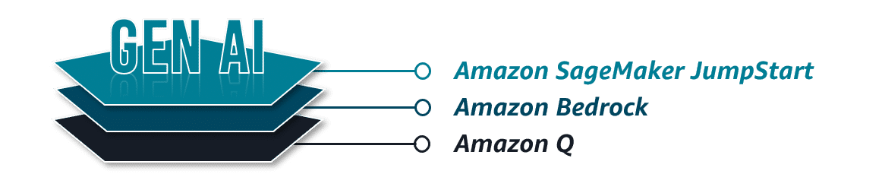 GEN AI
Amazon SageMaker JumpStart
Amazon Bedrock
Amazon Q